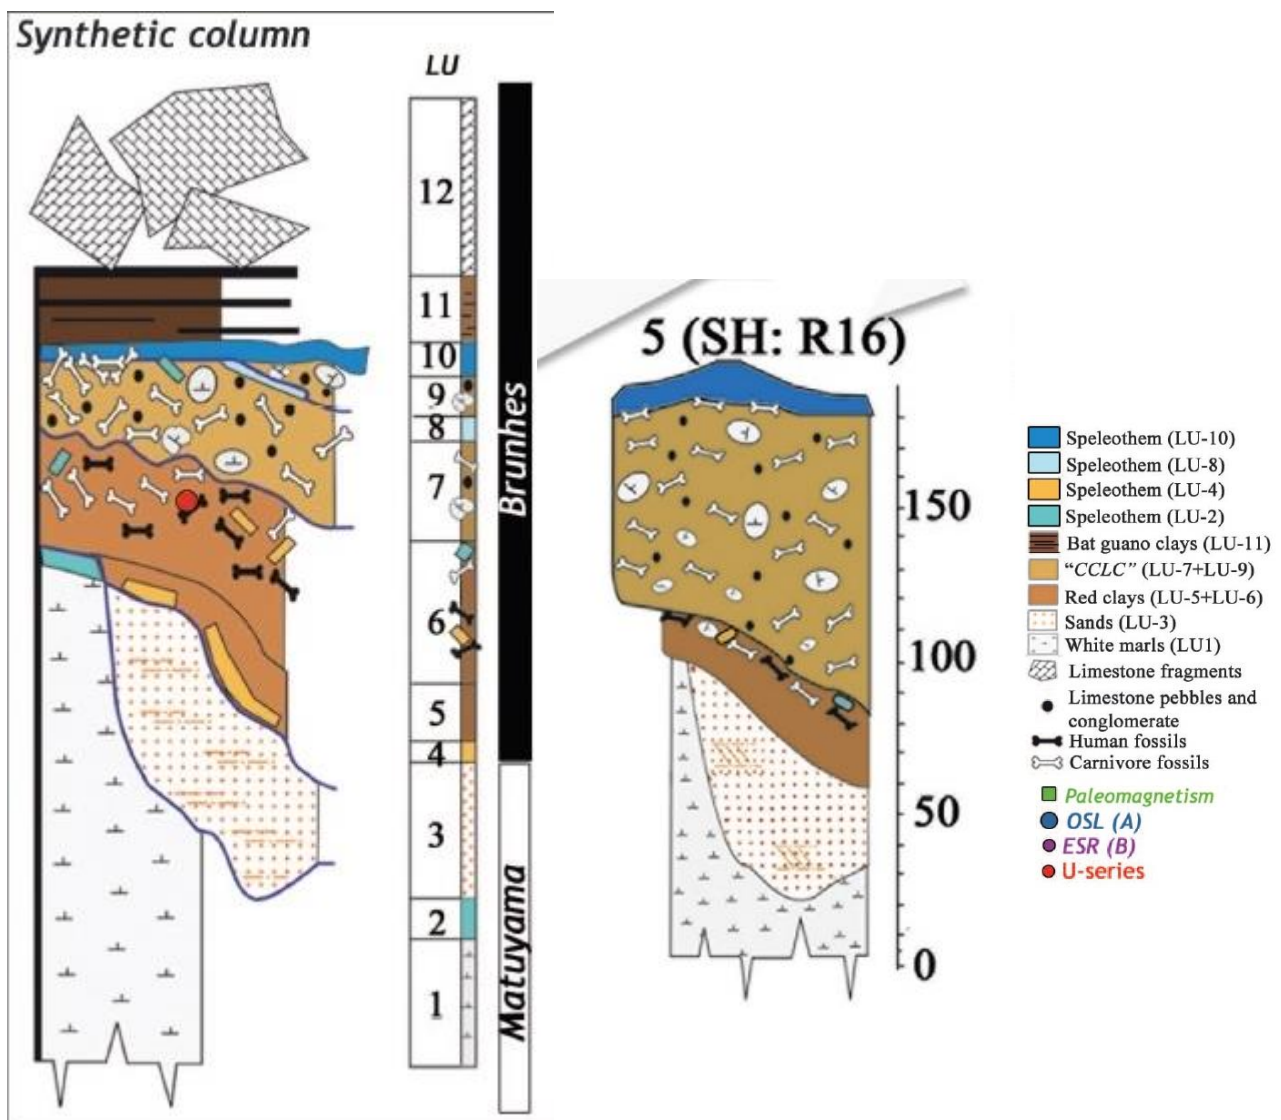 Synthetic column
LU
12
11
10
9
8
7
6
5
4
3
2
1
Brunhes
Matuyama
5 (SH: R16)
150
100
50
0
Speleothem (LU-10)
Speleothem (LU-8)
Speleothem (LU-4)
Speleothem (LU-2)
Bat guano clays (LU-11)
"CCLC" (LU-7+LU-9)
Red clays (LU-5+LU-6)
Sands (LU-3)
White marls (LU1)
Limestone fragments
Limestone pebbles and
conglomerate
Human fossils
Carnivore fossils
Paleomagnetism
OSL (A)
ESR (B)
U-series